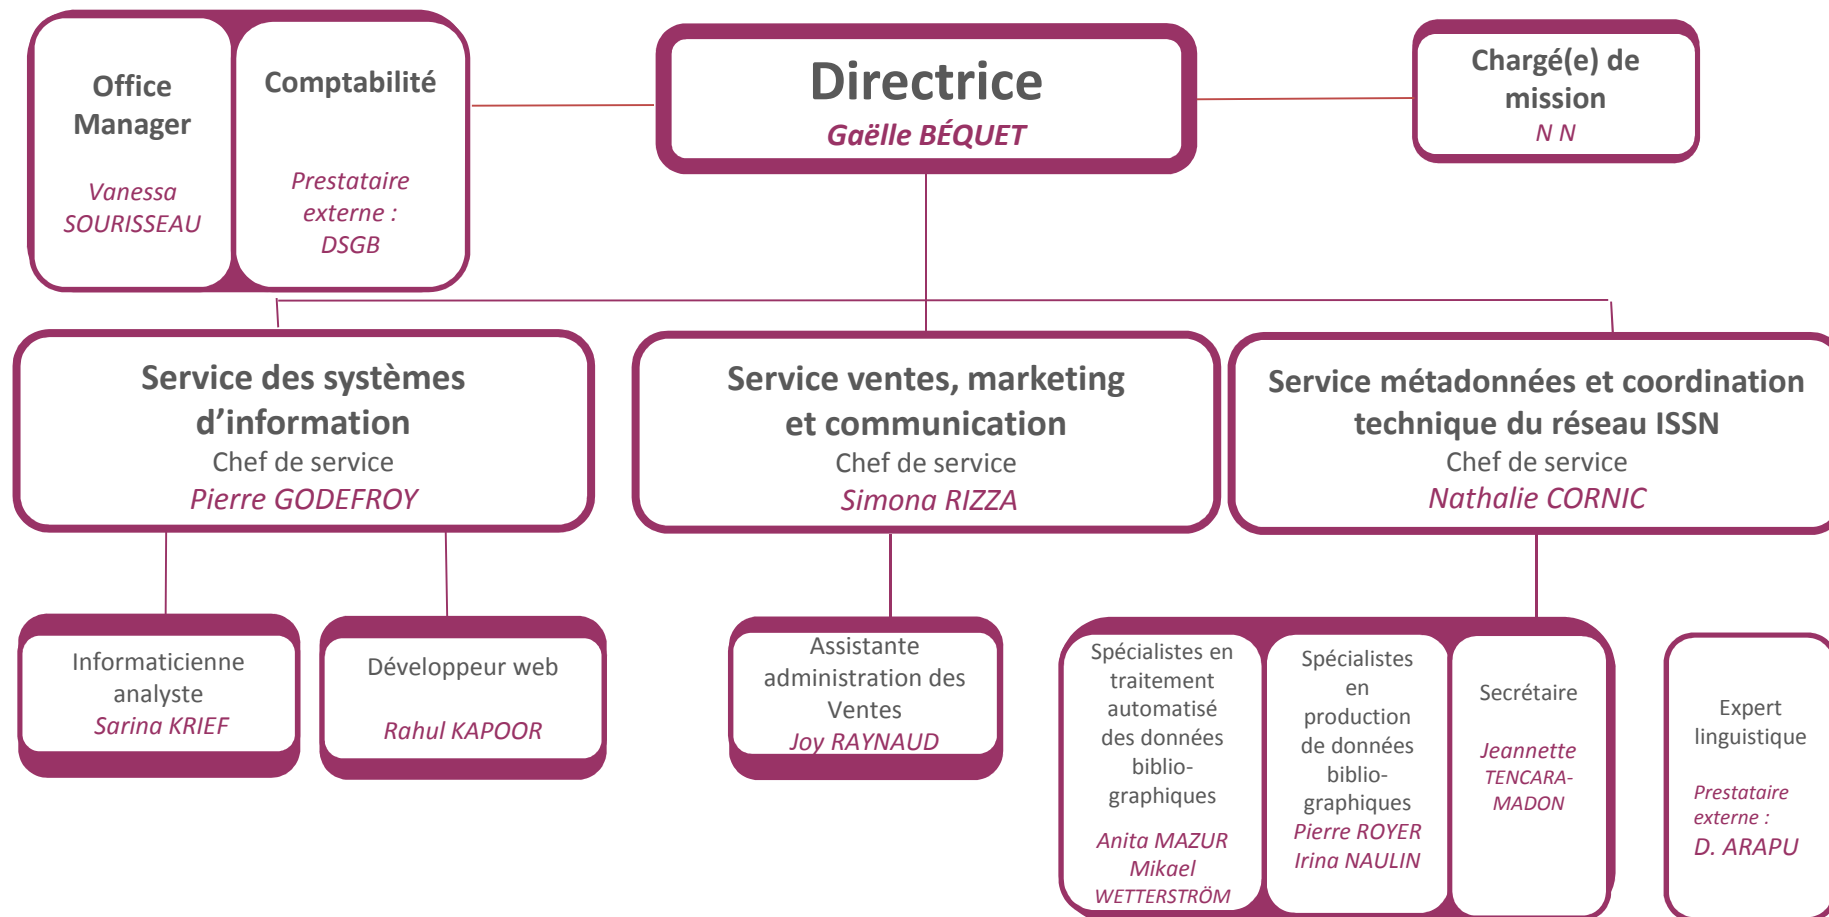 Office
Manager
Vanessa
SOURISSEAU
Comptabilité
Prestataire
externe :
DSGB
Directrice
Gaëlle BÉQUET
Chargé(e) de
mission
N N
Service des systèmes
d’information
Chef de service
Pierre GODEFROY
Service ventes, marketing
et communication
Chef de service
Simona RIZZA
Service métadonnées et coordination
technique du réseau ISSN
Chef de service
Nathalie CORNIC
Informaticienne
analyste
Sarina KRIEF
Développeur web
Rahul KAPOOR
Assistante
administration des
Ventes
Joy RAYNAUD
Spécialistes en
traitement
automatisé
des données
biblio-
graphiques
Anita MAZUR
Mikael
WETTERSTRÖM
Spécialistes
en
production
de données
biblio-
graphiques
Pierre ROYER
Irina NAULIN
Secrétaire
Jeannette
TENCARA-
MADON
Expert
linguistique
Prestataire
externe :
D. ARAPU